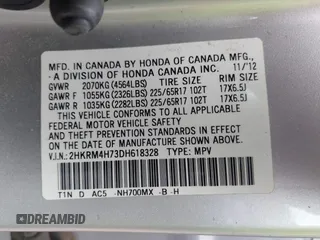 MFD. IN CANADA BY HONDA OF CANADA MFG.,
- A DIVISION OF HONDA CANADA INC. 11/'12
GVWR 2070KG (4564LBS) TIRE SIZE RIM SIZE
GAWR F 1055KG (2326LBS) 225/65R17 102T 17X6.5J
GAWR R 1035KG (2282LBS) 225/65R17 102T 17X6.5J
THIS VEHICLE CONFORMS TO ALL APPLICABLE
FEDERAL MOTOR VEHICLE SAFETY AND THEFT
PREVENTION STANDARDS IN EFFECT ON THE
DATE OF MANUFACTURE SHOWN ABOVE.
V.I.N.: 2HKRM4H73DH618328 TYPE: MPV
T1N D AC5 -NH700MX -B -H
© DREAMBID